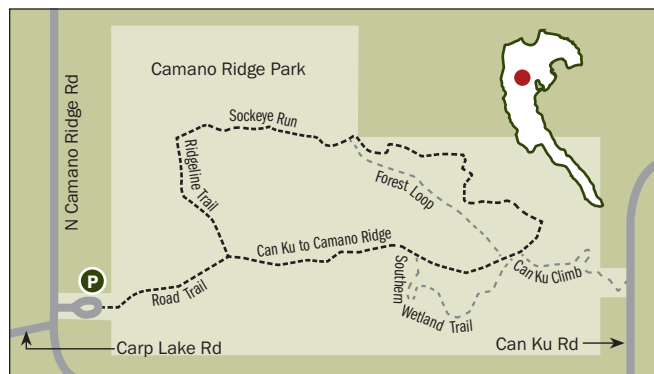 Camano Ridge Park
N Camano Ridge Rd
Sockeye Run
Ridgeline Trail
Forest Loop
Can Ku to Camano Ridge
Can Ku Climb
Southern
Wetland Trail
P
Road Trail
Carp Lake Rd
Can Ku Rd